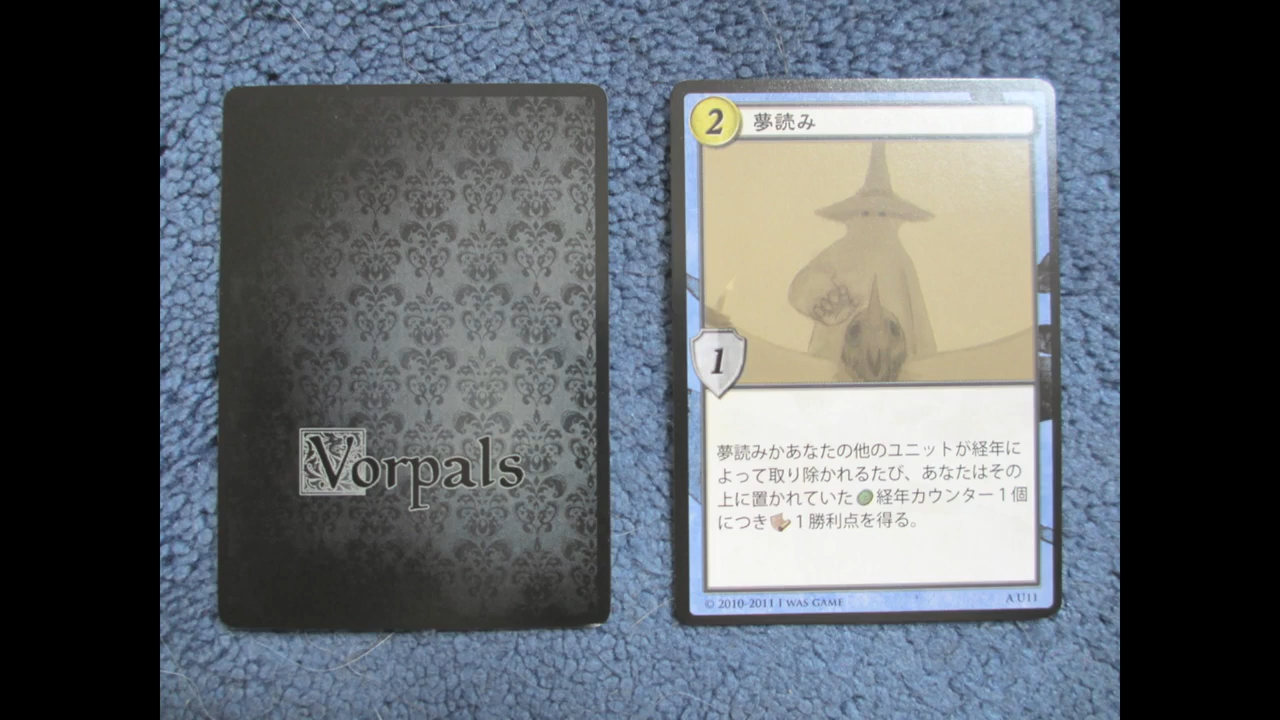 Vorpals
2
夢読み
1
夢読みかあなたの他のユニットが経年に
よって取り除かれるたび、あなたはその
上に置かれていた経年カウンター1個
につき1勝利点を得る。
© 2010-2011 I WAS GAME
A U11